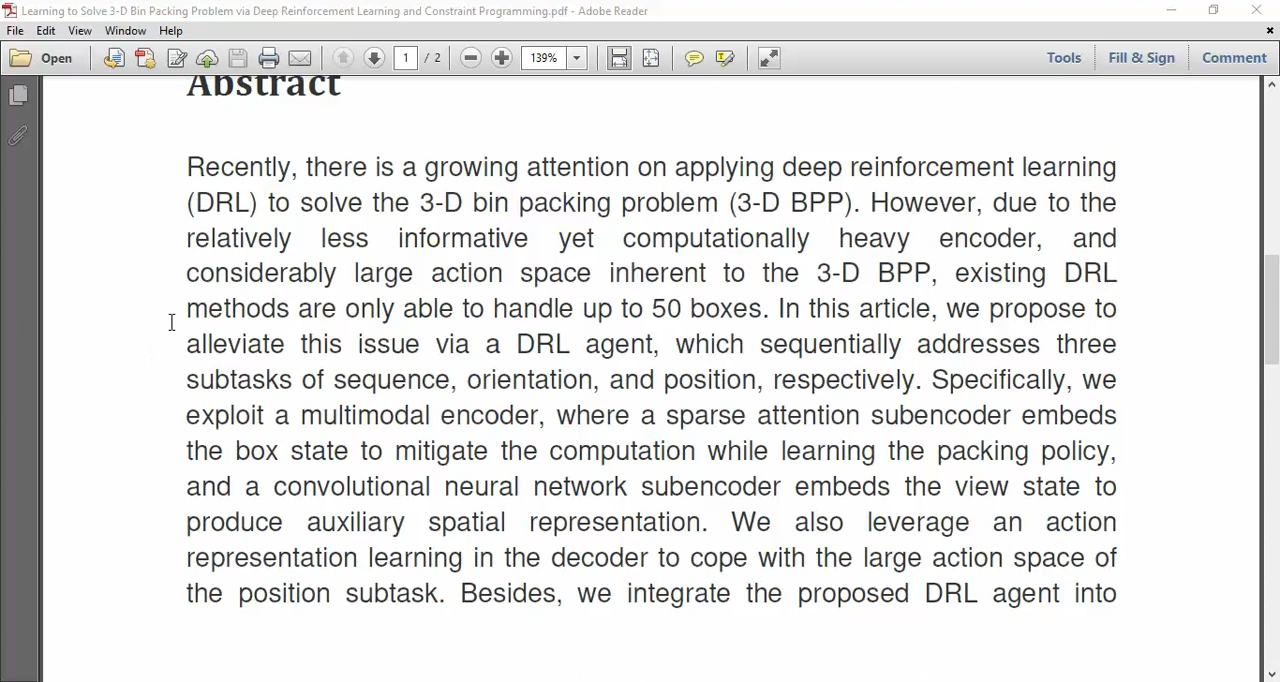 Learning to Solve 3-D Bin Packing Problem via Deep Reinforcement Learning and Constraint Programming.pdf - Adobe Reader
File Edit View Window Help
Open 1 / 2 139% Tools Fill & Sign Comment
Abstract
Recently, there is a growing attention on applying deep reinforcement learning
(DRL) to solve the 3-D bin packing problem (3-D BPP). However, due to the
relatively less informative yet computationally heavy encoder, and
considerably large action space inherent to the 3-D BPP, existing DRL
methods are only able to handle up to 50 boxes. In this article, we propose to
alleviate this issue via a DRL agent, which sequentially addresses three
subtasks of sequence, orientation, and position, respectively. Specifically, we
exploit a multimodal encoder, where a sparse attention subencoder embeds
the box state to mitigate the computation while learning the packing policy,
and a convolutional neural network subencoder embeds the view state to
produce auxiliary spatial representation. We also leverage an action
representation learning in the decoder to cope with the large action space of
the position subtask. Besides, we integrate the proposed DRL agent into